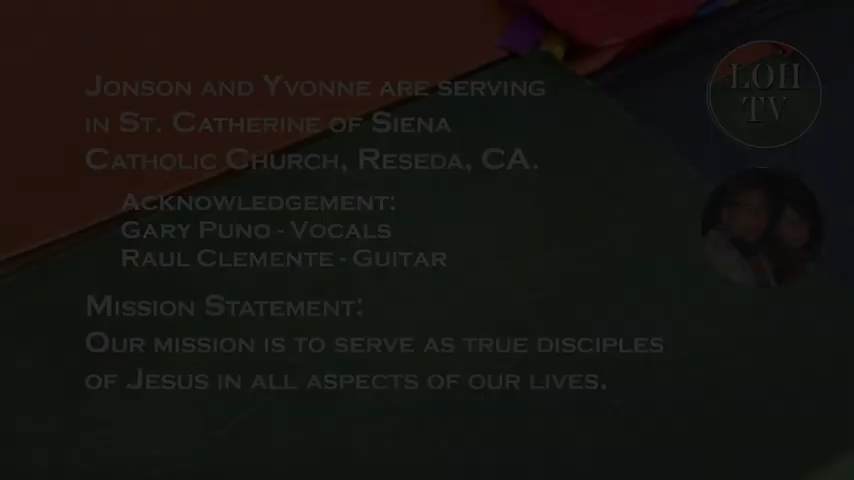 Jonson and Yvonne are serving
in St. Catherine of Siena
Catholic Church, Reseda, CA.
Acknowledgement:
Gary Puno - Vocals
Raul Clemente - Guitar
Mission Statement:
Our mission is to serve as true disciples
of Jesus in all aspects of our lives.
LOH
TV